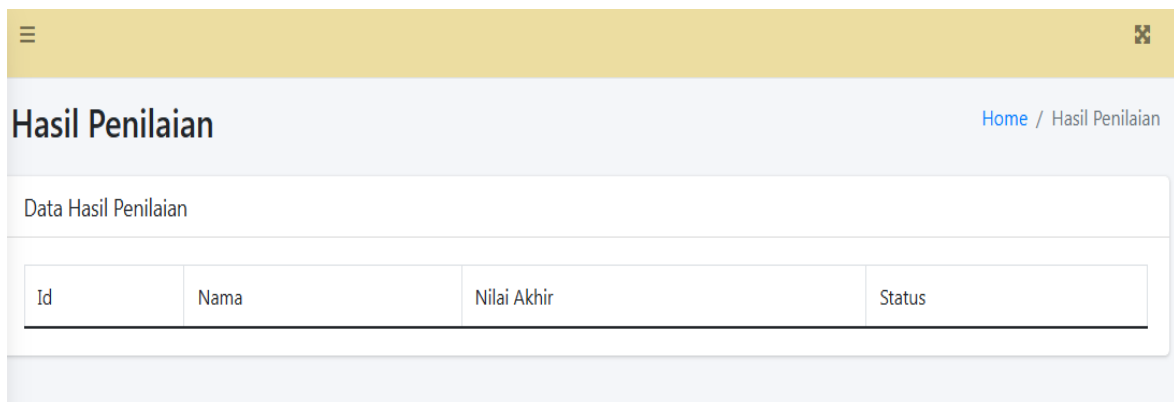 Hasil Penilaian
Home / Hasil Penilaian
Data Hasil Penilaian
Id Nama Nilai Akhir Status